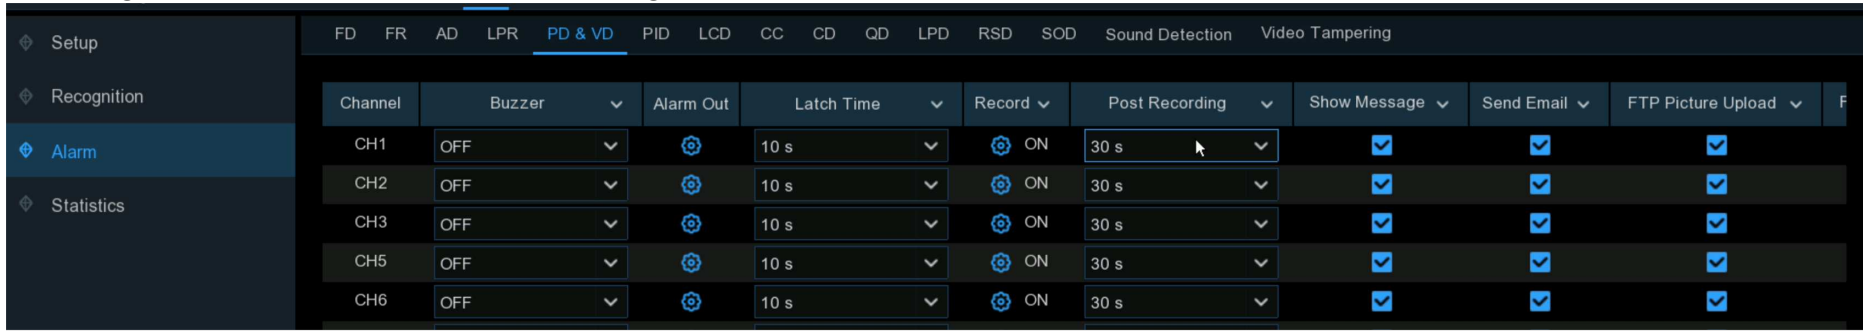 Setup
Recognition
Alarm
Statistics
FD FR AD LPR PD & VD PID LCD CC CD QD LPD RSD SOD Sound Detection Video Tampering
Channel Buzzer Alarm Out Latch Time Record Post Recording Show Message Send Email FTP Picture Upload
CH1 OFF 10 s ON 30 s
CH2 OFF 10 s ON 30 s
CH3 OFF 10 s ON 30 s
CH5 OFF 10 s ON 30 s
CH6 OFF 10 s ON 30 s